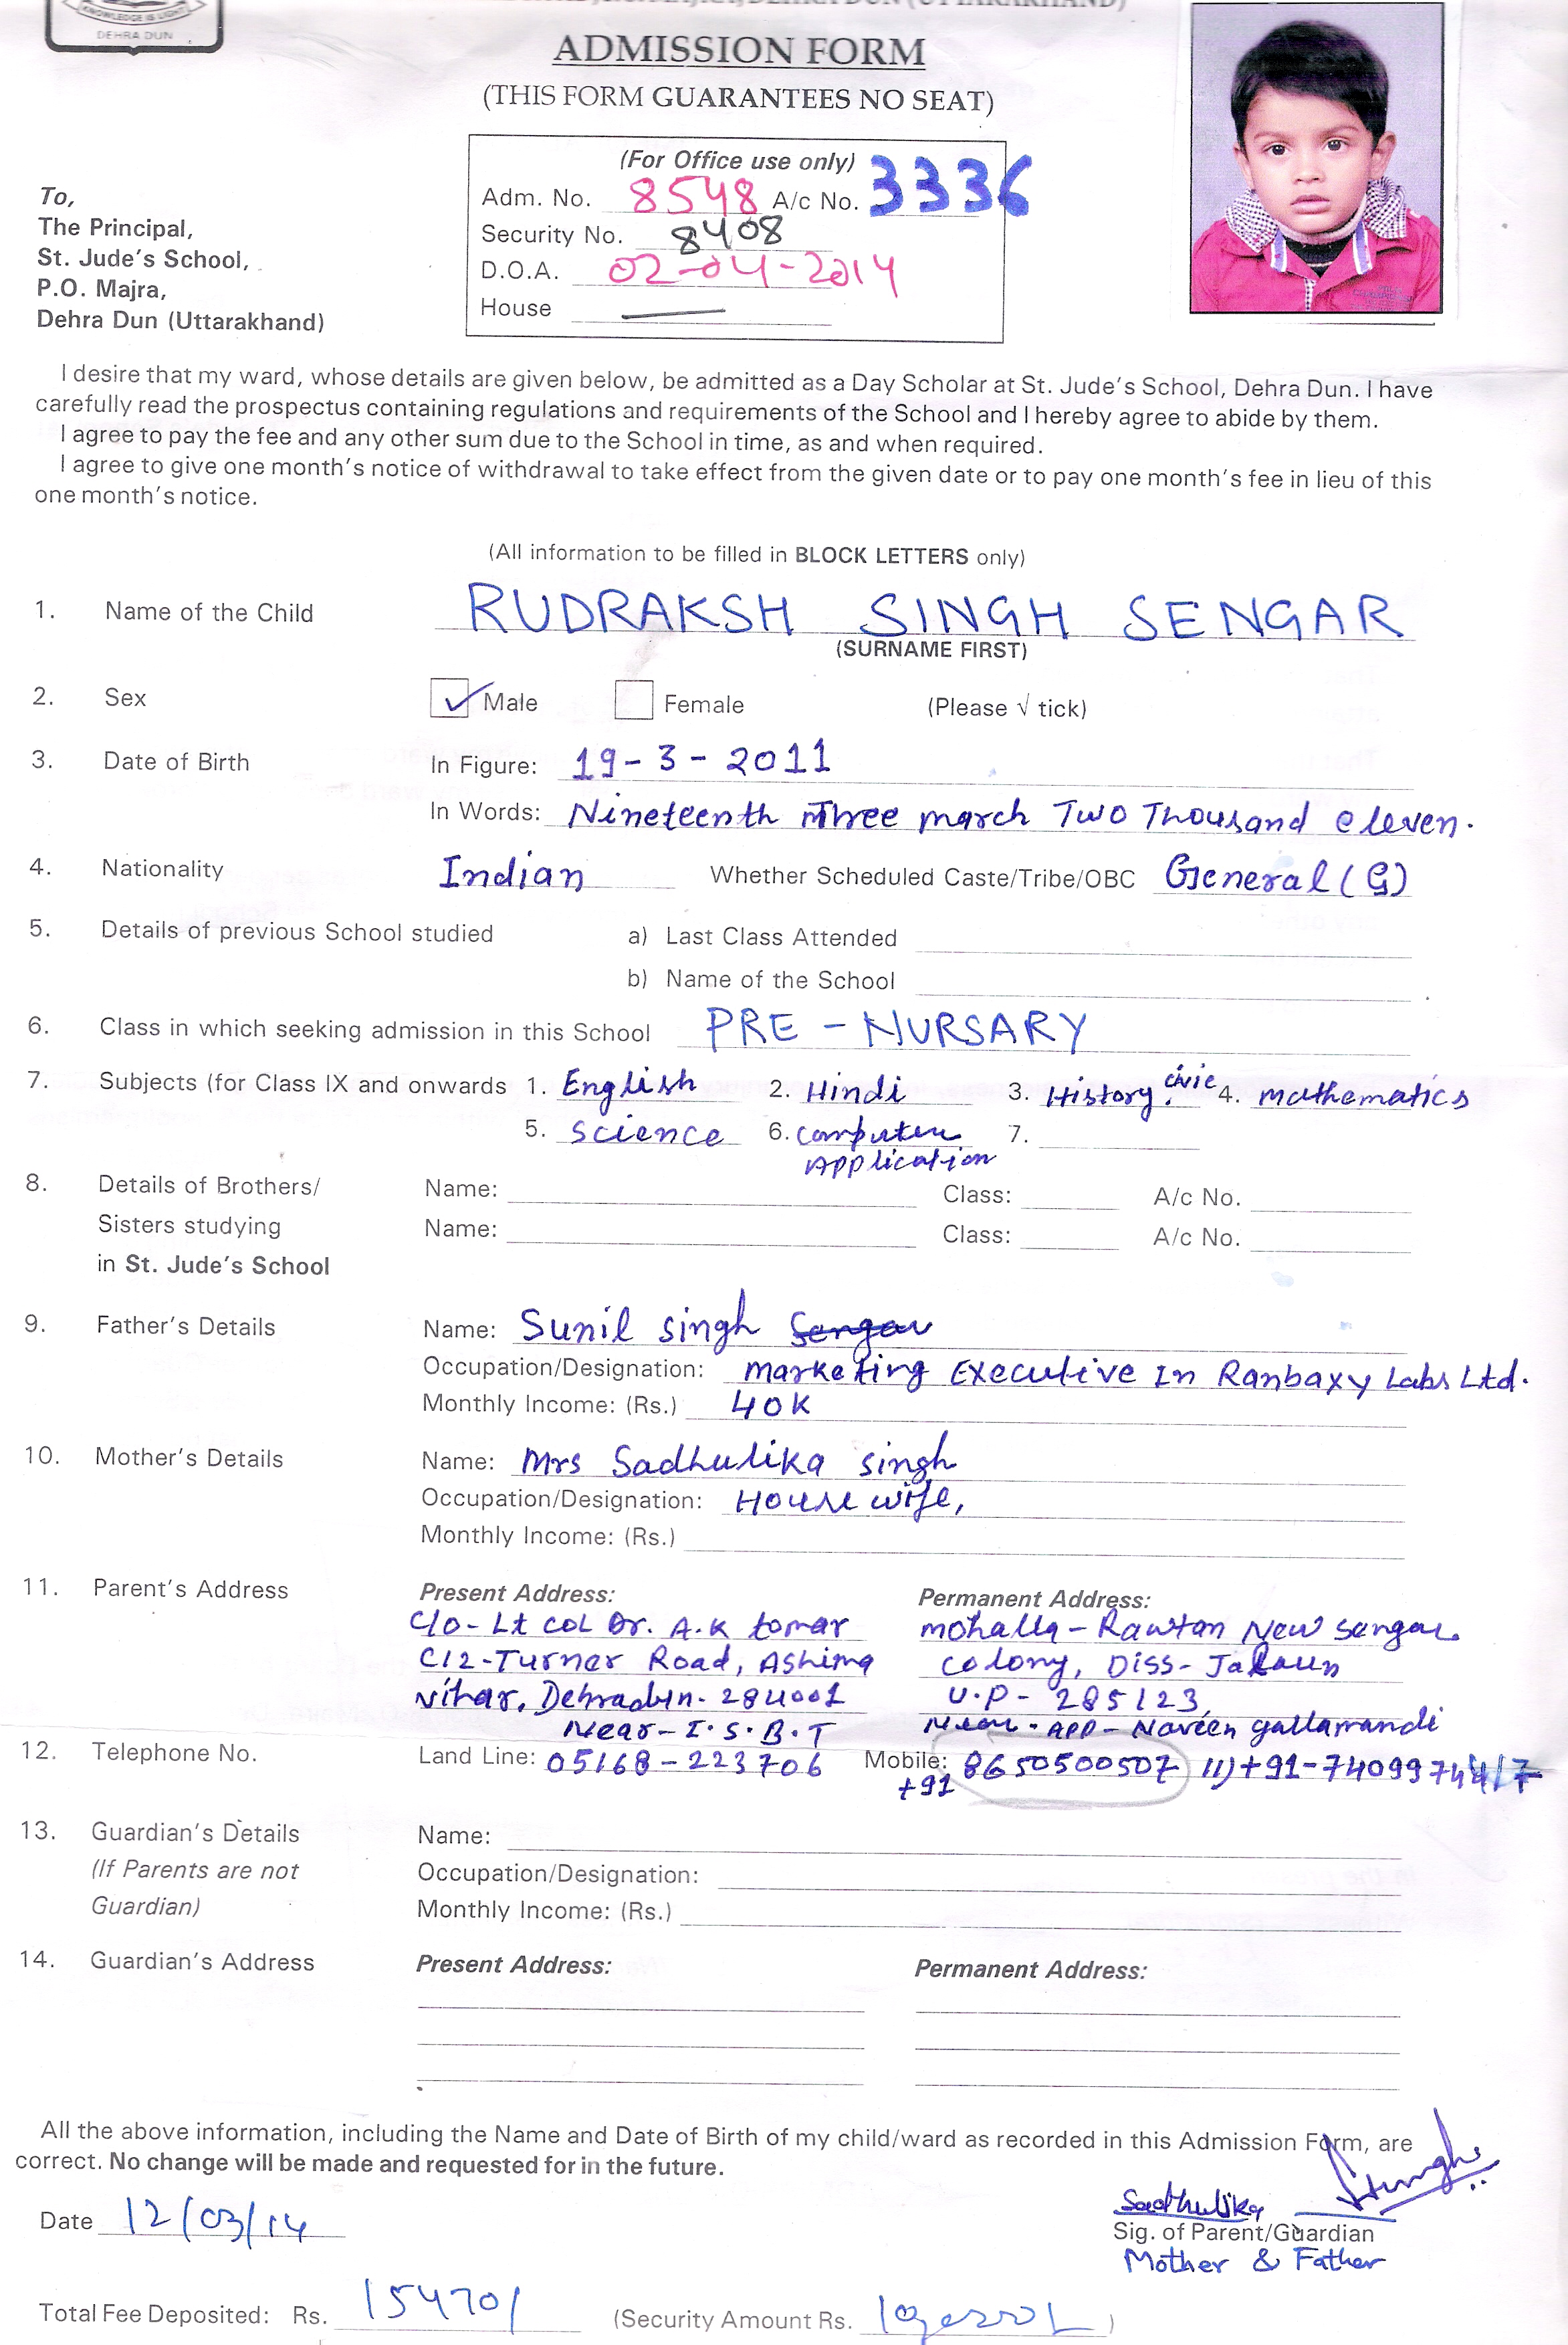 KNOWLEDGE IS LIGHT
DEHRA DUN
ADMISSION FORM
(THIS FORM GUARANTEES NO SEAT)
(For Office use only)
Adm. No. 8548 A/c No. 3336
Security No. 8408
D.O.A. 02-04-2014
House
To,
The Principal,
St. Jude's School,
P.O. Majra,
Dehra Dun (Uttarakhand)
I desire that my ward, whose details are given below, be admitted as a Day Scholar at St. Jude's School, Dehra Dun. I have
carefully read the prospectus containing regulations and requirements of the School and I hereby agree to abide by them.
I agree to pay the fee and any other sum due to the School in time, as and when required.
I agree to give one month's notice of withdrawal to take effect from the given date or to pay one month's fee in lieu of this
one month's notice.
(All information to be filled in BLOCK LETTERS only)
1. Name of the Child RUDRAKSH SINGH SENGAR
(SURNAME FIRST)
2. Sex Male Female (Please √ tick)
3. Date of Birth In Figure: 19-3-2011
In Words: Nineteenth Three march Two Thousand eleven.
4. Nationality Indian Whether Scheduled Caste/Tribe/OBC General (G)
5. Details of previous School studied a) Last Class Attended
b) Name of the School
6. Class in which seeking admission in this School PRE - NURSARY
7. Subjects (for Class IX and onwards 1. English 2. Hindi 3. History. civic 4. mathematics
5. science 6. computer 7.
Application
8. Details of Brothers/ Name: Class: A/c No.
Sisters studying Name: Class: A/c No.
in St. Jude's School
9. Father's Details Name: Sunil singh Sengar
Occupation/Designation: marketing Executive In Ranbaxy Labs Ltd.
Monthly Income: (Rs.) 40K
10. Mother's Details Name: Mrs Sadhulika singh
Occupation/Designation: House wife,
Monthly Income: (Rs.)
11. Parent's Address Present Address: Permanent Address:
C/o- Lt COL Dr. A.K tomar mohalla - Rawtan New sengar
C12-Turner Road, Ashima colony, Diss- Jalaun
Vihar, Dehradun- 284001 U.P - 285123,
Near- I.S.B.T Near - APP - Naveen gallamandi
12. Telephone No. Land Line: 05168-223706 Mobile: 8650500507 11) +91-7409974417
+91
13. Guardian's Details Name:
(If Parents are not Occupation/Designation:
Guardian) Monthly Income: (Rs.)
14. Guardian's Address Present Address: Permanent Address:
All the above information, including the Name and Date of Birth of my child/ward as recorded in this Admission Form, are
correct. No change will be made and requested for in the future.
Date 12/03/14 Sadhulika
Sig. of Parent/Guardian
Mother & Father
Total Fee Deposited: Rs. 15470/ (Security Amount Rs. )